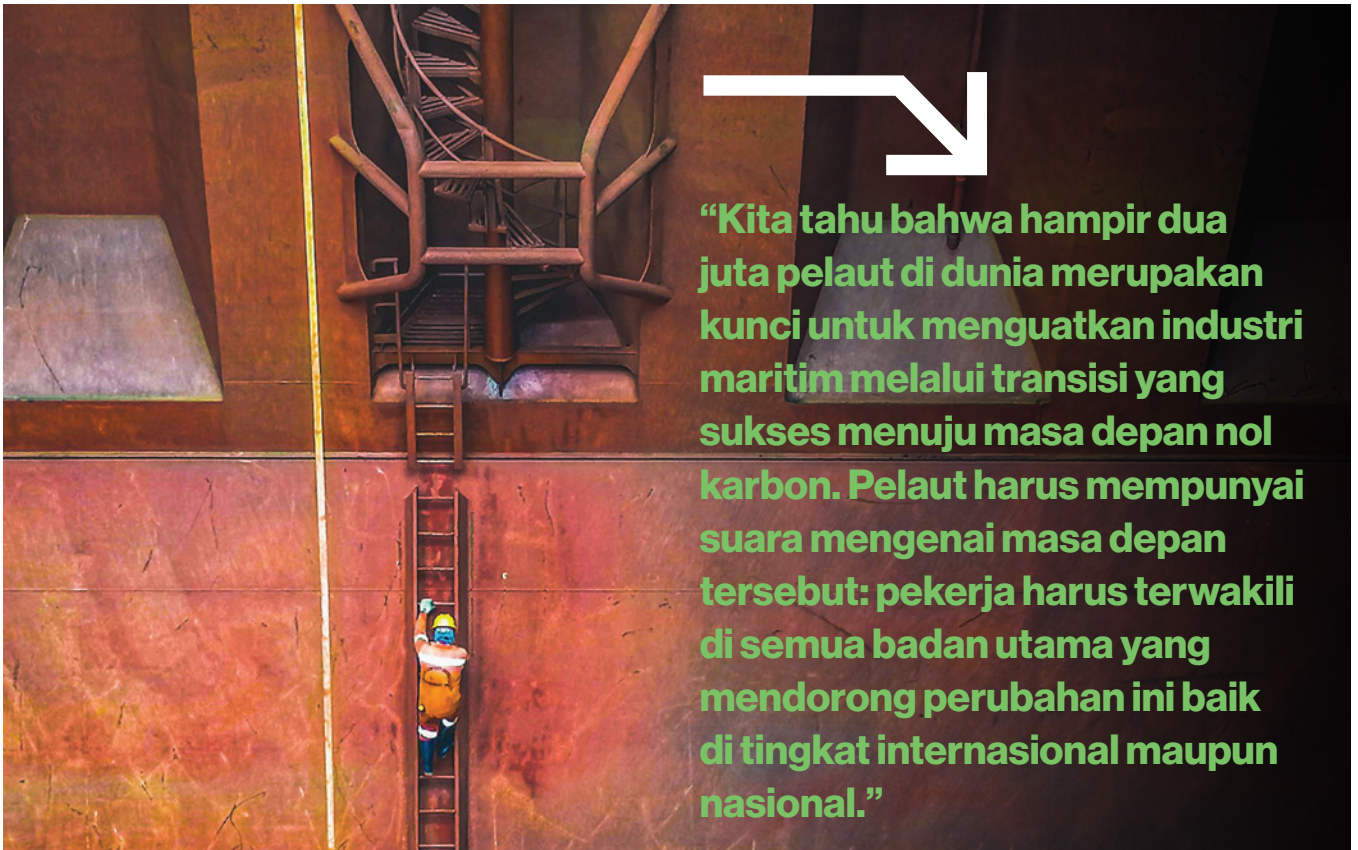 “Kita tahu bahwa hampir dua
juta pelaut di dunia merupakan
kunci untuk menguatkan industri
maritim melalui transisi yang
sukses menuju masa depan nol
karbon. Pelaut harus mempunyai
suara mengenai masa depan
tersebut: pekerja harus terwakili
di semua badan utama yang
mendorong perubahan ini baik
di tingkat internasional maupun
nasional.”